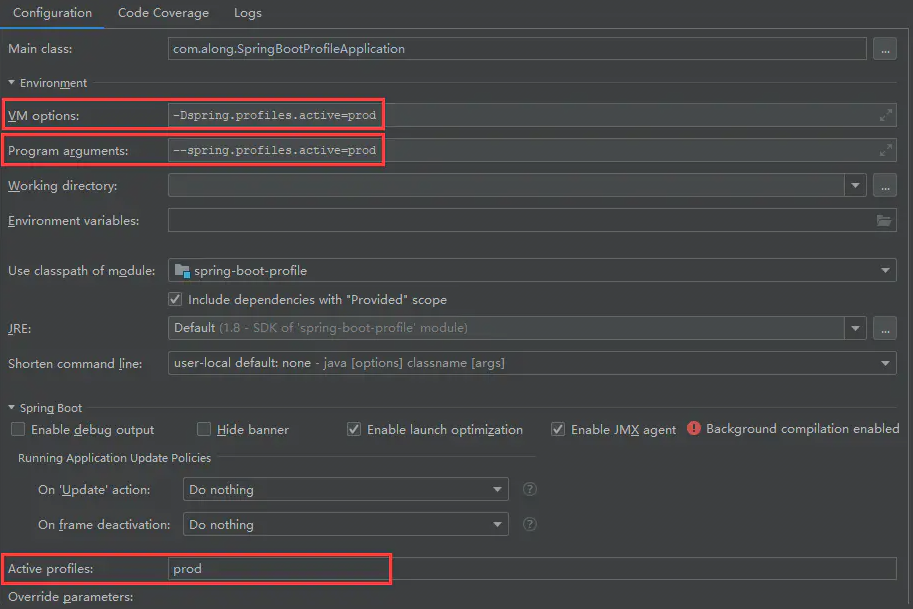 Configuration Code Coverage Logs
Main class: com.along.SpringBootProfileApplication ...
Environment
VM options: -Dspring.profiles.active=prod
Program arguments: --spring.profiles.active=prod
Working directory: ...
Environment variables:
Use classpath of module: spring-boot-profile
Include dependencies with "Provided" scope
JRE: Default (1.8 - SDK of 'spring-boot-profile' module) ...
Shorten command line: user-local default: none - java [options] classname [args]
Spring Boot
Enable debug output Hide banner Enable launch optimization Enable JMX agent Background compilation enabled
Running Application Update Policies
On 'Update' action: Do nothing ?
On frame deactivation: Do nothing ?
Active profiles: prod
Override parameters: